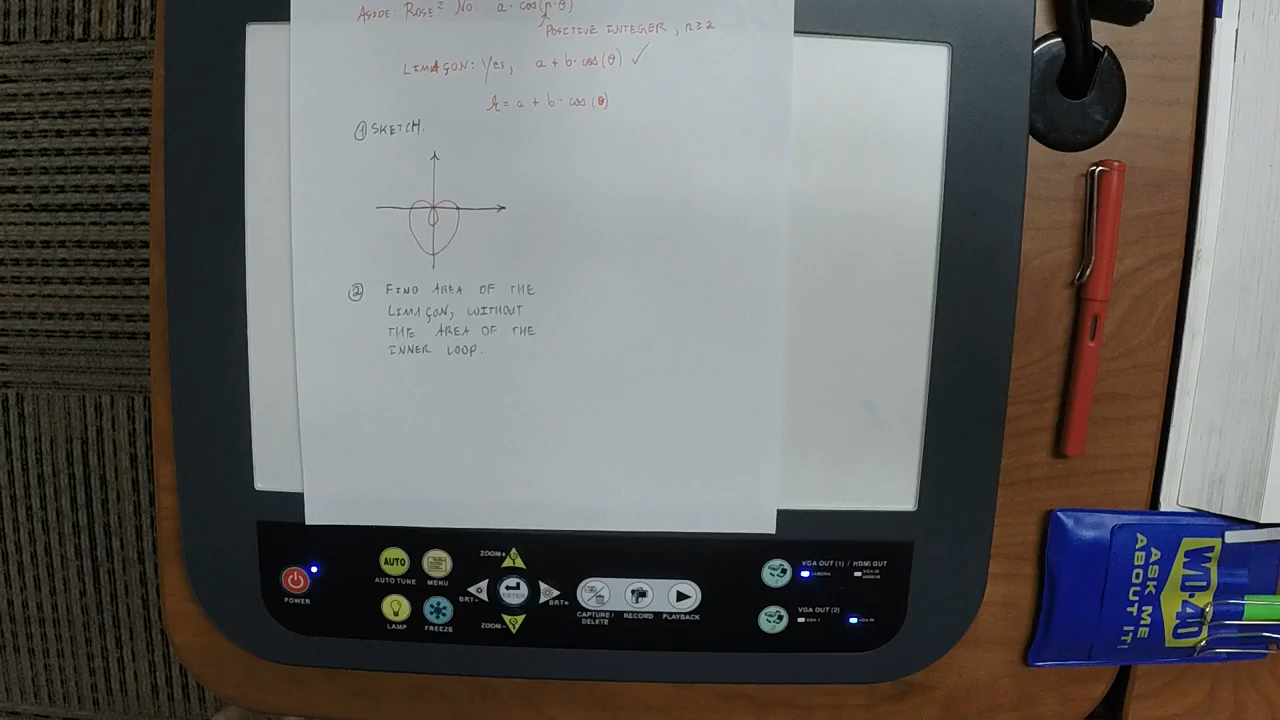 ASIDE: ROSE? NO. a · cos(n·θ)
POSITIVE INTEGER, n≥2
LIMAÇON: Yes, a + b · cos(θ) ✓
r = a + b · cos(θ)
① SKETCH.
② FIND AREA OF THE
LIMAÇON, WITHOUT
THE AREA OF THE
INNER LOOP.
POWER
AUTO
AUTO TUNE
MENU
LAMP
FREEZE
ZOOM+
BRT-
ENTER
BRT+
ZOOM-
CAPTURE/
DELETE
RECORD
PLAYBACK
VGA OUT (1) / HDMI OUT
CAMERA
VGA OUT (2)
ASK ME
ABOUT IT!
WI-40